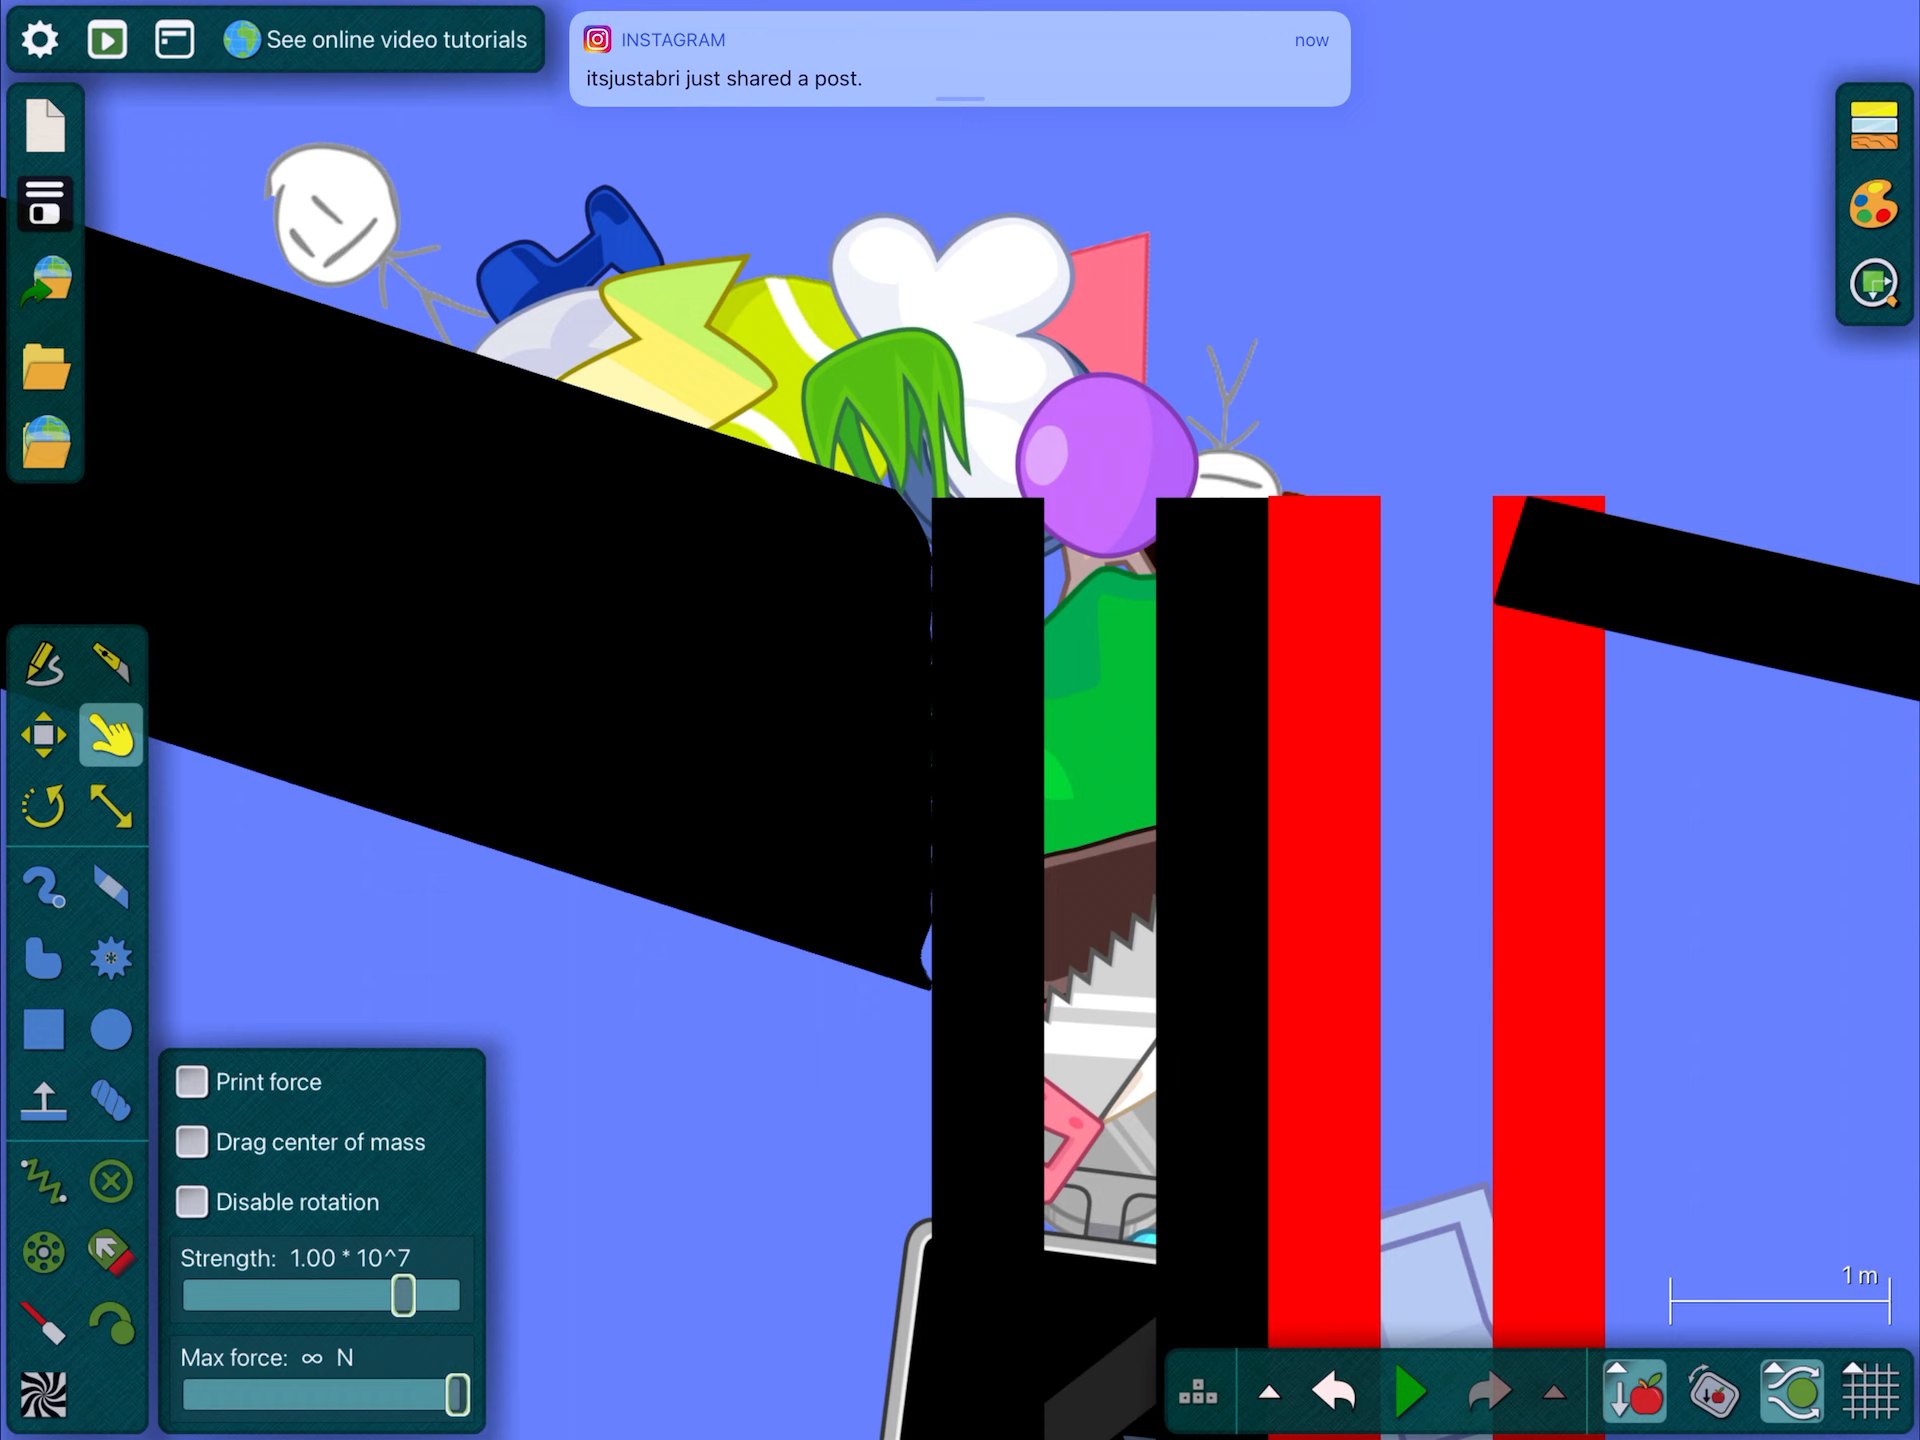 See online video tutorials
INSTAGRAM
now
itsjustabri just shared a post.
Print force
Drag center of mass
Disable rotation
Strength: 1.00 * 10^7
Max force: ∞ N
1 m